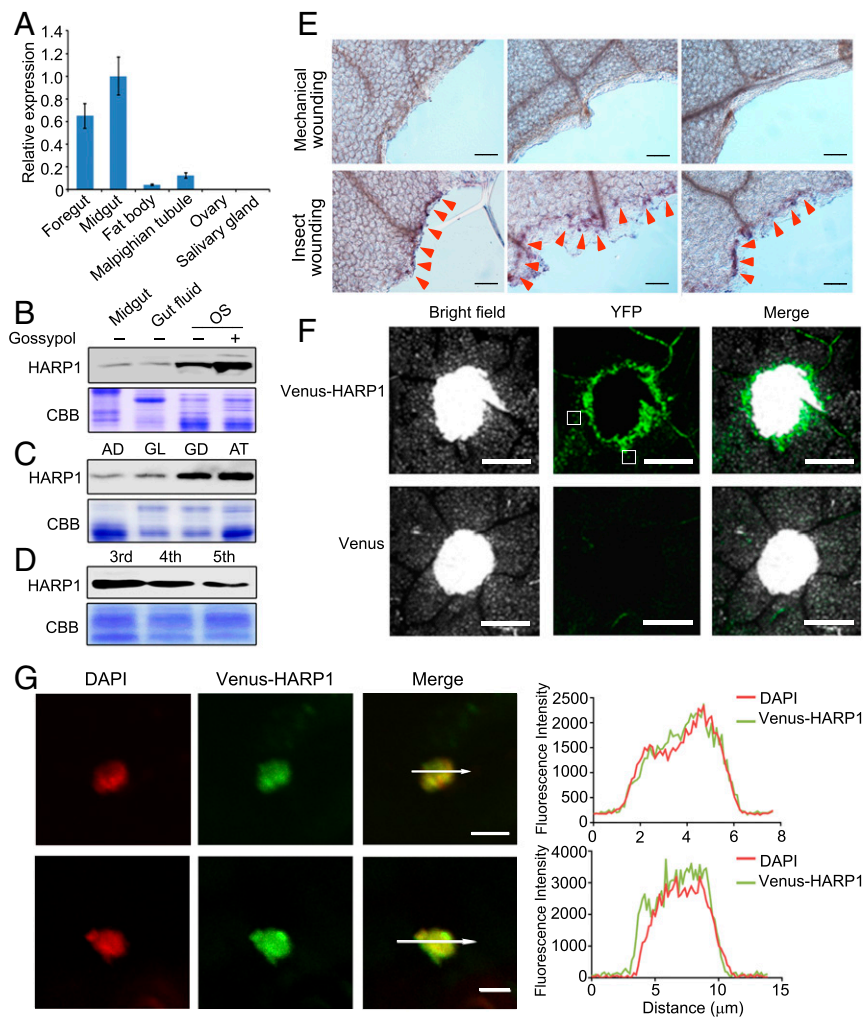 A
Relative expression
1.4
1.2
1.0
0.8
0.6
0.4
0.2
0
Foregut
Midgut
Fat body
Malpighian tubule
Ovary
Salivary gland
B
Midgut
Gut fluid
OS
Gossypol
– – – +
HARP1
CBB
C
AD GL GD AT
HARP1
CBB
D
3rd 4th 5th
HARP1
CBB
E
Mechanical
wounding
Insect
wounding
F
Bright field YFP Merge
Venus-HARP1
Venus
G
DAPI Venus-HARP1 Merge
Fluorescence Intensity
2500
2000
1500
1000
500
0
0 2 4 6 8
DAPI
Venus-HARP1
Fluorescence Intensity
4000
3000
2000
1000
0
0 5 10 15
DAPI
Venus-HARP1
Distance (μm)